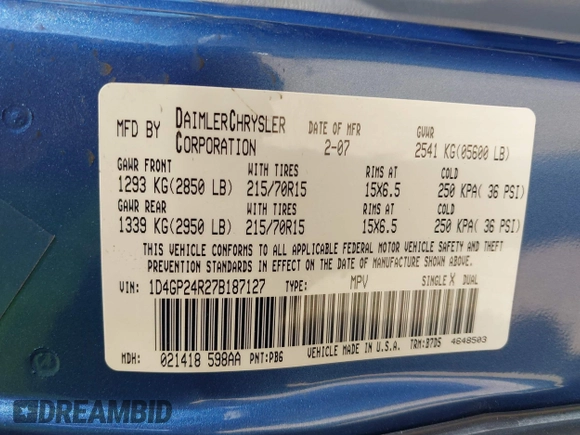 MFD BY DAIMLERCHRYSLER CORPORATION DATE OF MFR 2-07 GVWR 2541 KG(05600 LB)
GAWR FRONT WITH TIRES RIMS AT COLD
1293 KG(2850 LB) 215/70R15 15X6.5 250 KPA( 36 PSI)
GAWR REAR WITH TIRES RIMS AT COLD
1339 KG(2950 LB) 215/70R15 15X6.5 250 KPA( 36 PSI)
THIS VEHICLE CONFORMS TO ALL APPLICABLE FEDERAL MOTOR VEHICLE SAFETY AND THEFT
PREVENTION STANDARDS IN EFFECT ON THE DATE OF MANUFACTURE SHOWN ABOVE.
VIN: 1D4GP24R27B187127 TYPE: MPV SINGLE X DUAL
MDH: 021418 598AA PNT:PB6 VEHICLE MADE IN U.S.A. TRM:B7D5 4648503
DREAMBID